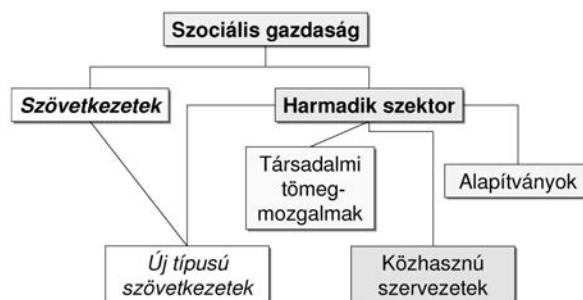 Szociális gazdaság
Szövetkezetek
Harmadik szektor
Társadalmi
tömeg-
mozgalmak
Alapítványok
Új típusú
szövetkezetek
Közhasznú
szervezetek